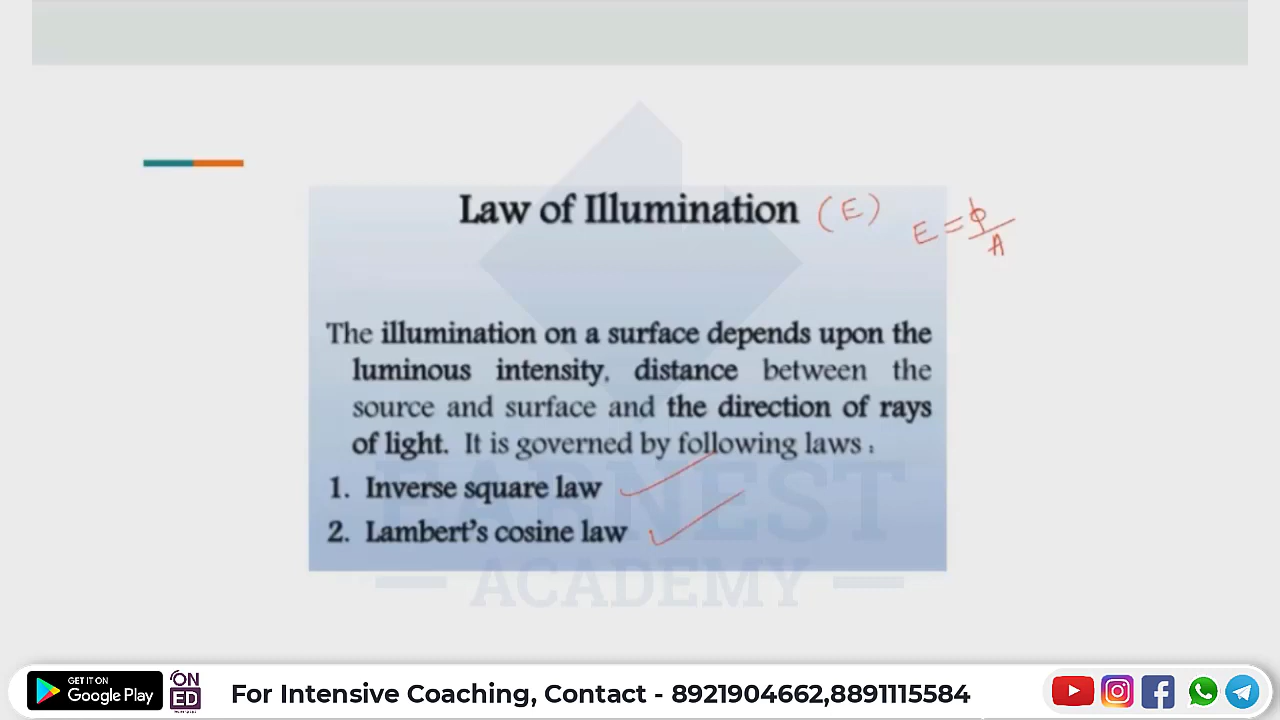 Law of Illumination (E)
E = ϕ/A
The illumination on a surface depends upon the
luminous intensity, distance between the
source and surface and the direction of rays
of light. It is governed by following laws :
1. Inverse square law
2. Lambert's cosine law
EARNEST
ACADEMY
GET IT ON
Google Play
ON
ED
For Intensive Coaching, Contact - 8921904662,8891115584